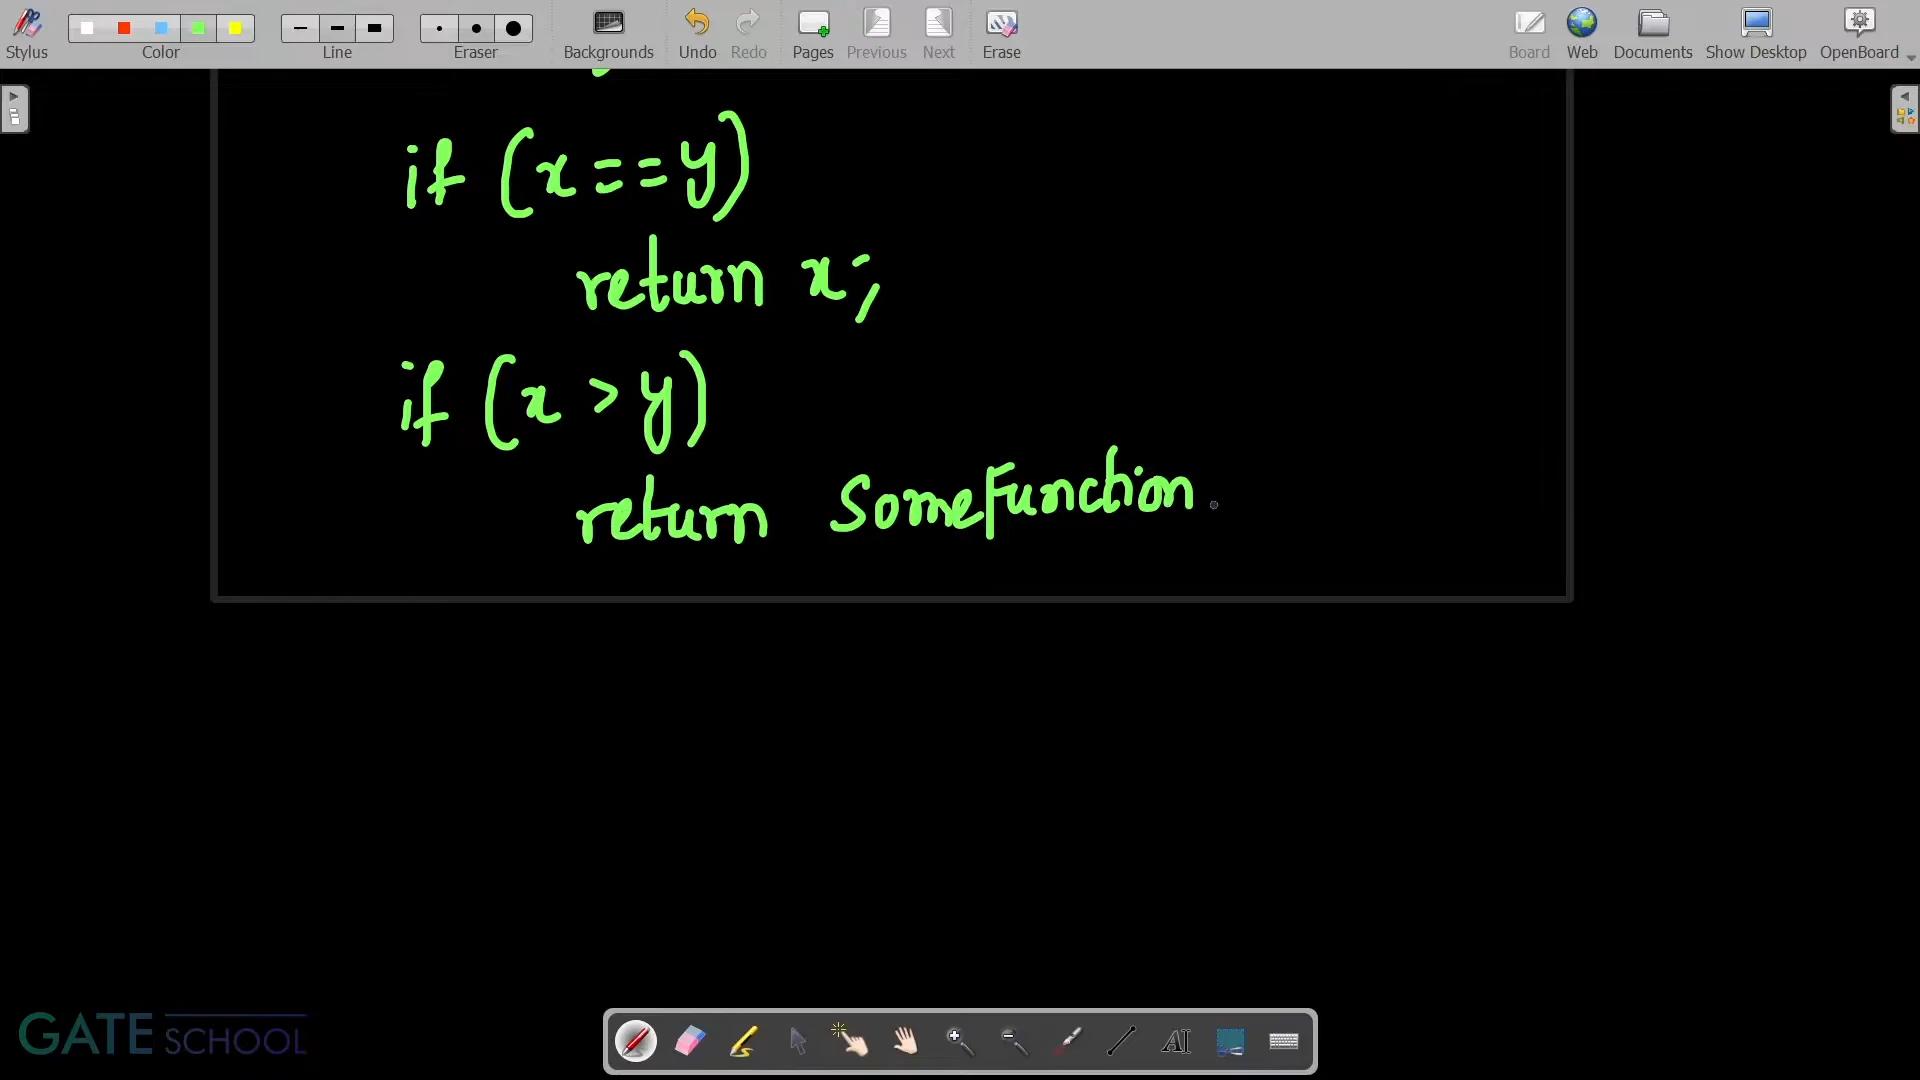 Stylus Color Line Eraser Backgrounds Undo Redo Pages Previous Next Erase Board Web Documents Show Desktop OpenBoard
if (x==y)
return x;
if (x > y)
return SomeFunction
GATE SCHOOL